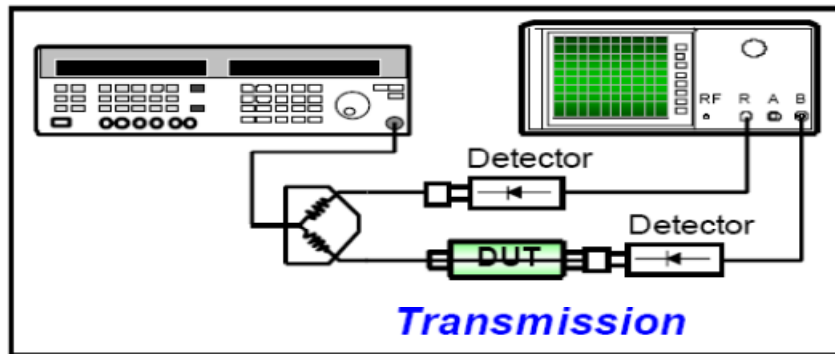 RF R A B
Detector
Detector
DUT
Transmission